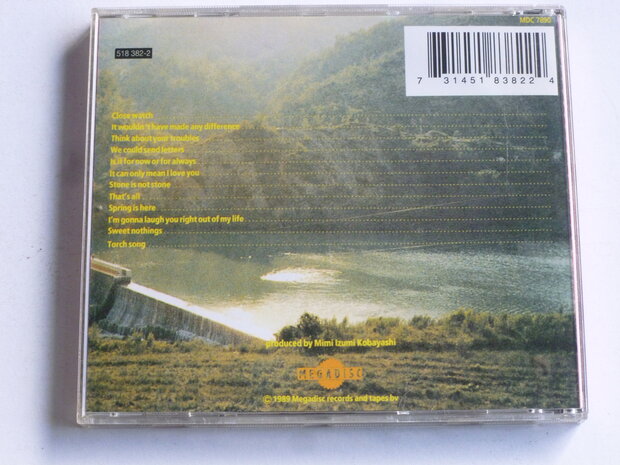 MDC 7890
518 382-2
7 31451 83822 4
Close watch
It wouldn't have made any difference
Think about your troubles
We could send letters
Is it for now or for always
It can only mean I love you
Stone is not stone
That's all
Spring is here
I'm gonna laugh you right out of my life
Sweet nothings
Torch song
produced by Mimi Izumi Kobayashi
MEGADISC
© 1989 Megadisc records and tapes bv